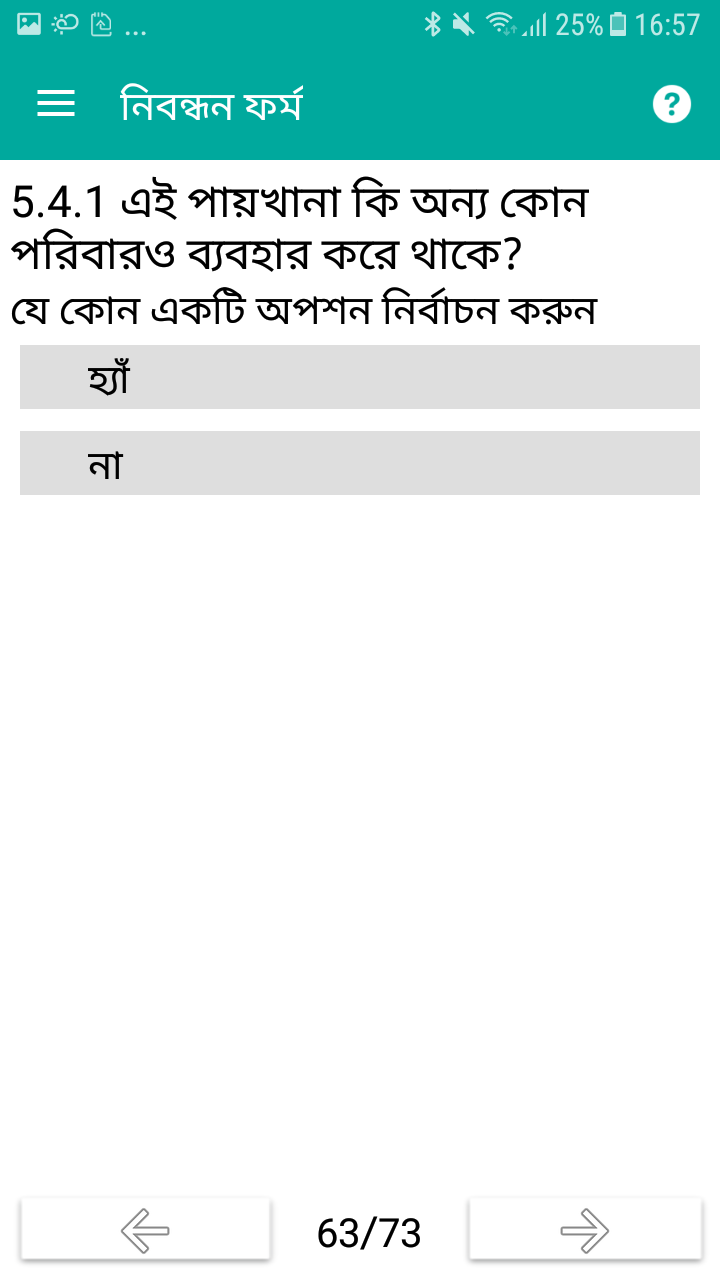 ... 25% 16:57
নিবন্ধন ফর্ম ?
5.4.1 এই পায়খানা কি অন্য কোন
পরিবারও ব্যবহার করে থাকে?
যে কোন একটি অপশন নির্বাচন করুন
হ্যাঁ
না
63/73